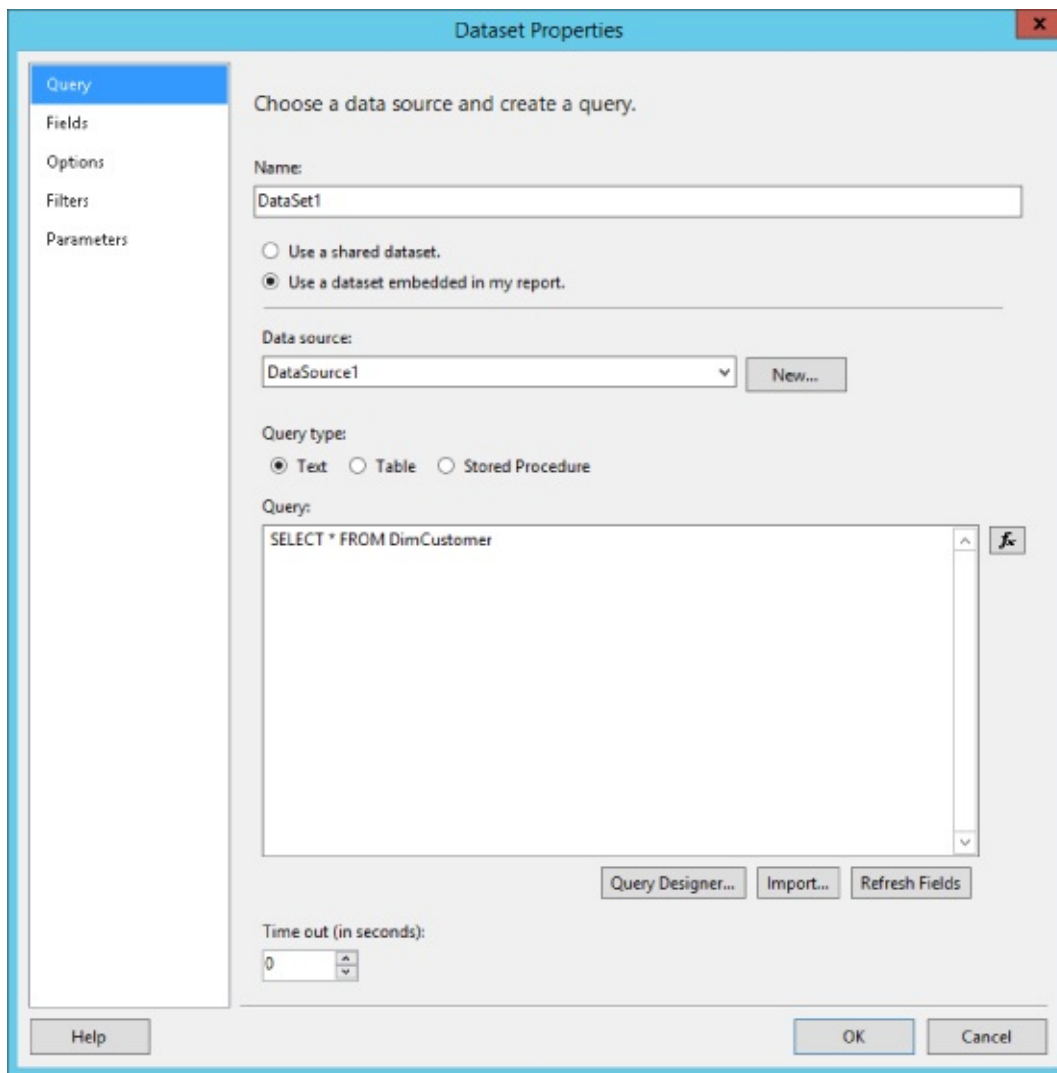 Dataset Properties
x
Query
Fields
Options
Filters
Parameters
Choose a data source and create a query.
Name:
DataSet1
Use a shared dataset.
Use a dataset embedded in my report.
Data source:
DataSource1
New...
Query type:
Text Table Stored Procedure
Query:
SELECT * FROM DimCustomer
fx
Query Designer... Import... Refresh Fields
Time out (in seconds):
0
Help OK Cancel